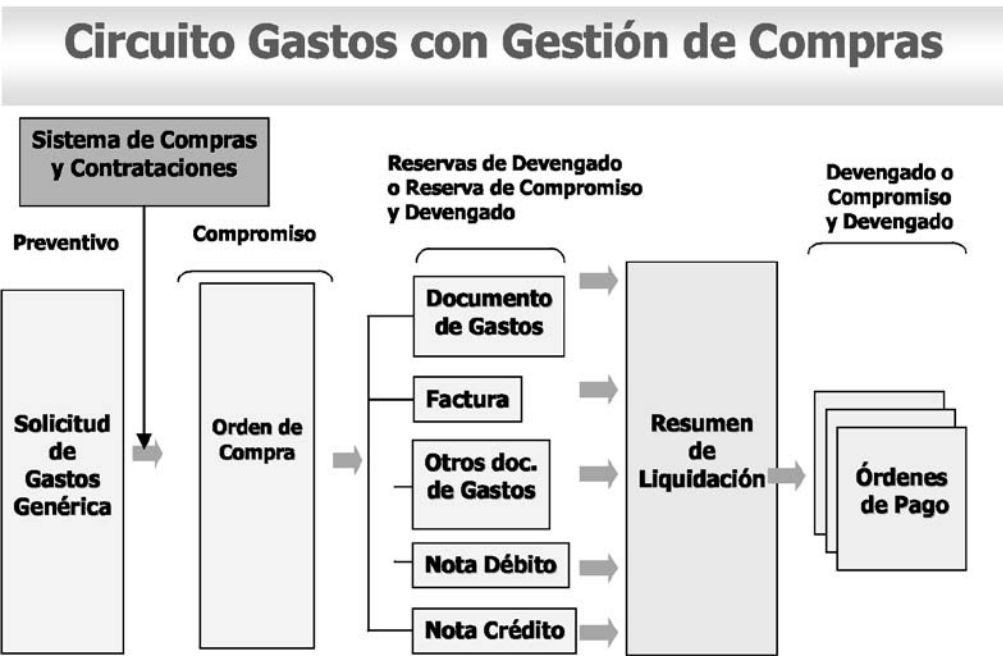 Circuito Gastos con Gestión de Compras
Sistema de Compras
y Contrataciones
Preventivo
Compromiso
Reservas de Devengado
o Reserva de Compromiso
y Devengado
Devengado o
Compromiso
y Devengado
Solicitud
de
Gastos
Genérica
Orden de
Compra
Documento
de Gastos
Factura
Otros doc.
de Gastos
Nota Débito
Nota Crédito
Resumen
de
Liquidación
Órdenes
de Pago